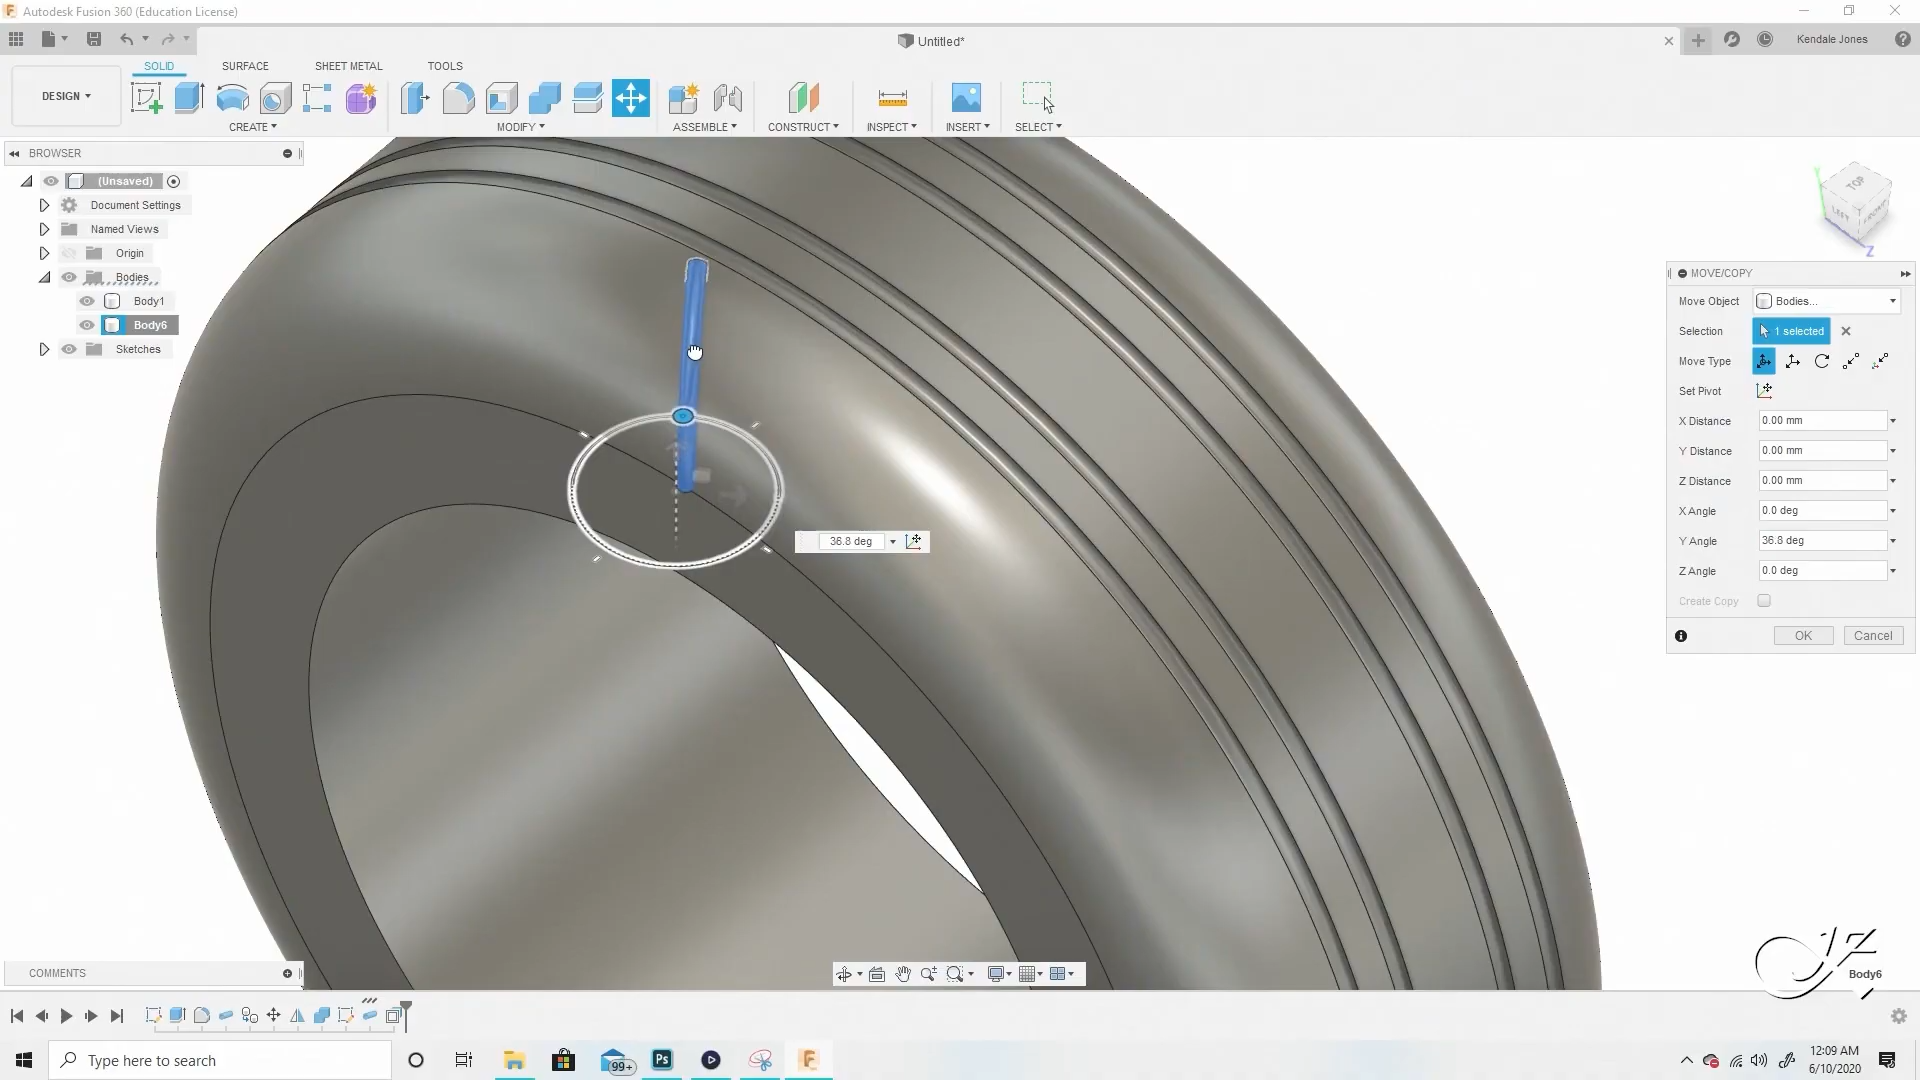 Autodesk Fusion 360 (Education License)
Untitled*
Kendale Jones
DESIGN
SOLID
SURFACE
SHEET METAL
TOOLS
CREATE
MODIFY
ASSEMBLE
CONSTRUCT
INSPECT
INSERT
SELECT
BROWSER
(Unsaved)
Document Settings
Named Views
Origin
Bodies
Body1
Body6
Sketches
TOP
LEFT
FRONT
Y
Z
36.8 deg
MOVE/COPY
Move Object
Bodies...
Selection
1 selected
Move Type
Set Pivot
X Distance
0.00 mm
Y Distance
0.00 mm
Z Distance
0.00 mm
X Angle
0.0 deg
Y Angle
36.8 deg
Z Angle
0.0 deg
Create Copy
OK
Cancel
COMMENTS
Body6
Type here to search
99+
Ps
F
12:09 AM
6/10/2020